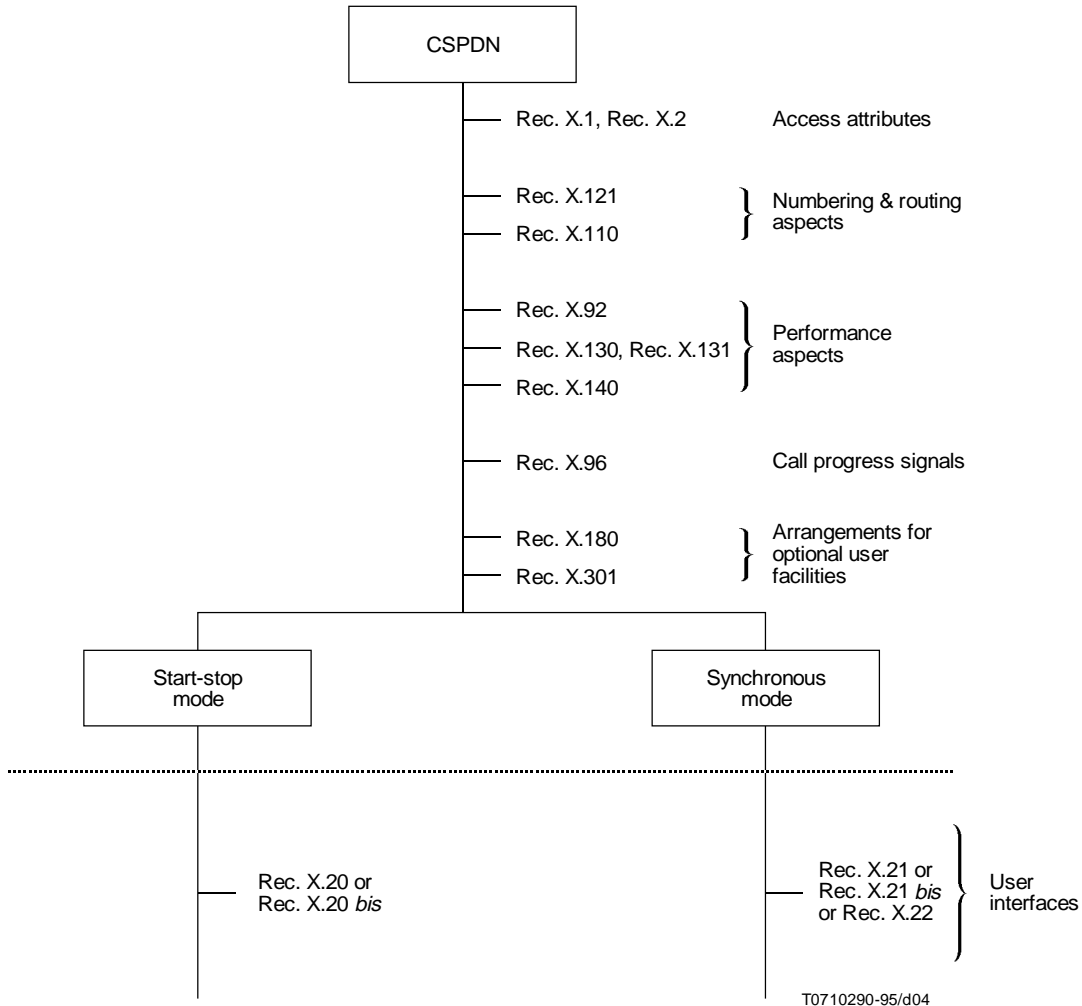 CSPDN
Rec. X.1, Rec. X.2 Access attributes
Rec. X.121
Rec. X.110
Numbering & routing
aspects
Rec. X.92
Rec. X.130, Rec. X.131
Rec. X.140
Performance
aspects
Rec. X.96 Call progress signals
Rec. X.180
Rec. X.301
Arrangements for
optional user
facilities
Start-stop
mode
Synchronous
mode
Rec. X.20 or
Rec. X.20 bis
Rec. X.21 or
Rec. X.21 bis
or Rec. X.22
User
interfaces
T0710290-95/d04